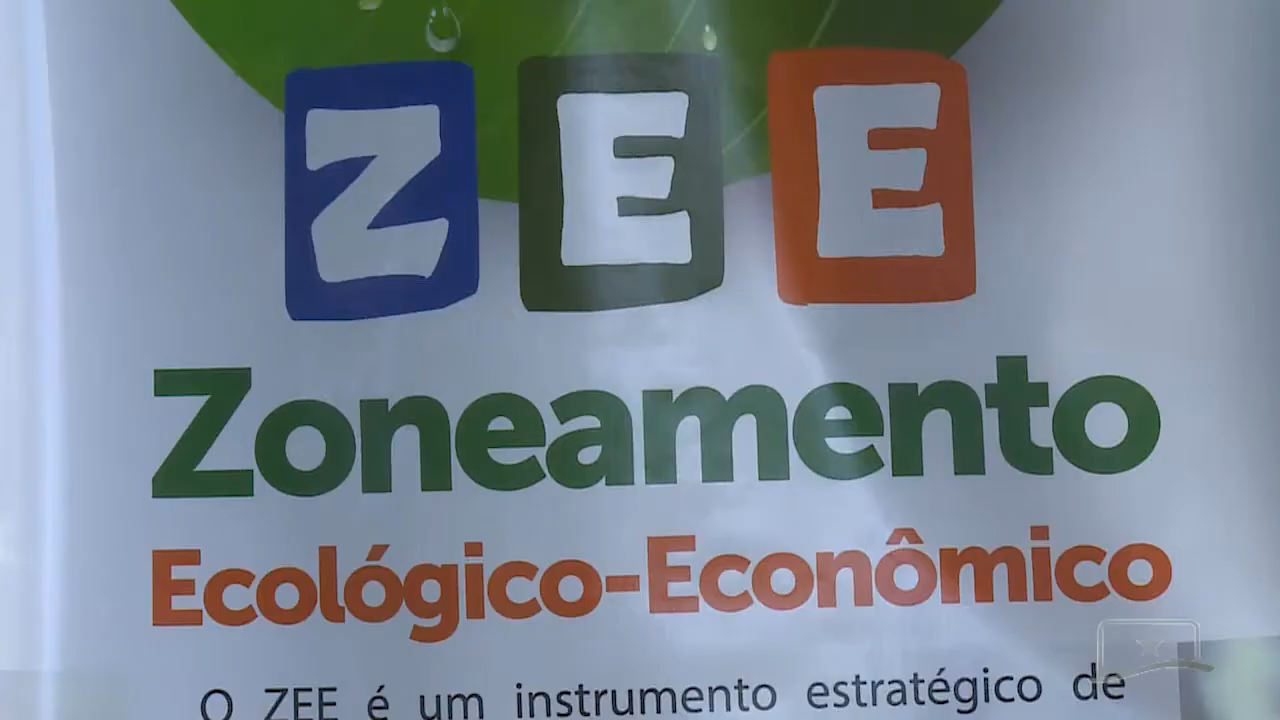 ZEE
Zoneamento
Ecológico-Econômico
O ZEE é um instrumento estratégico de